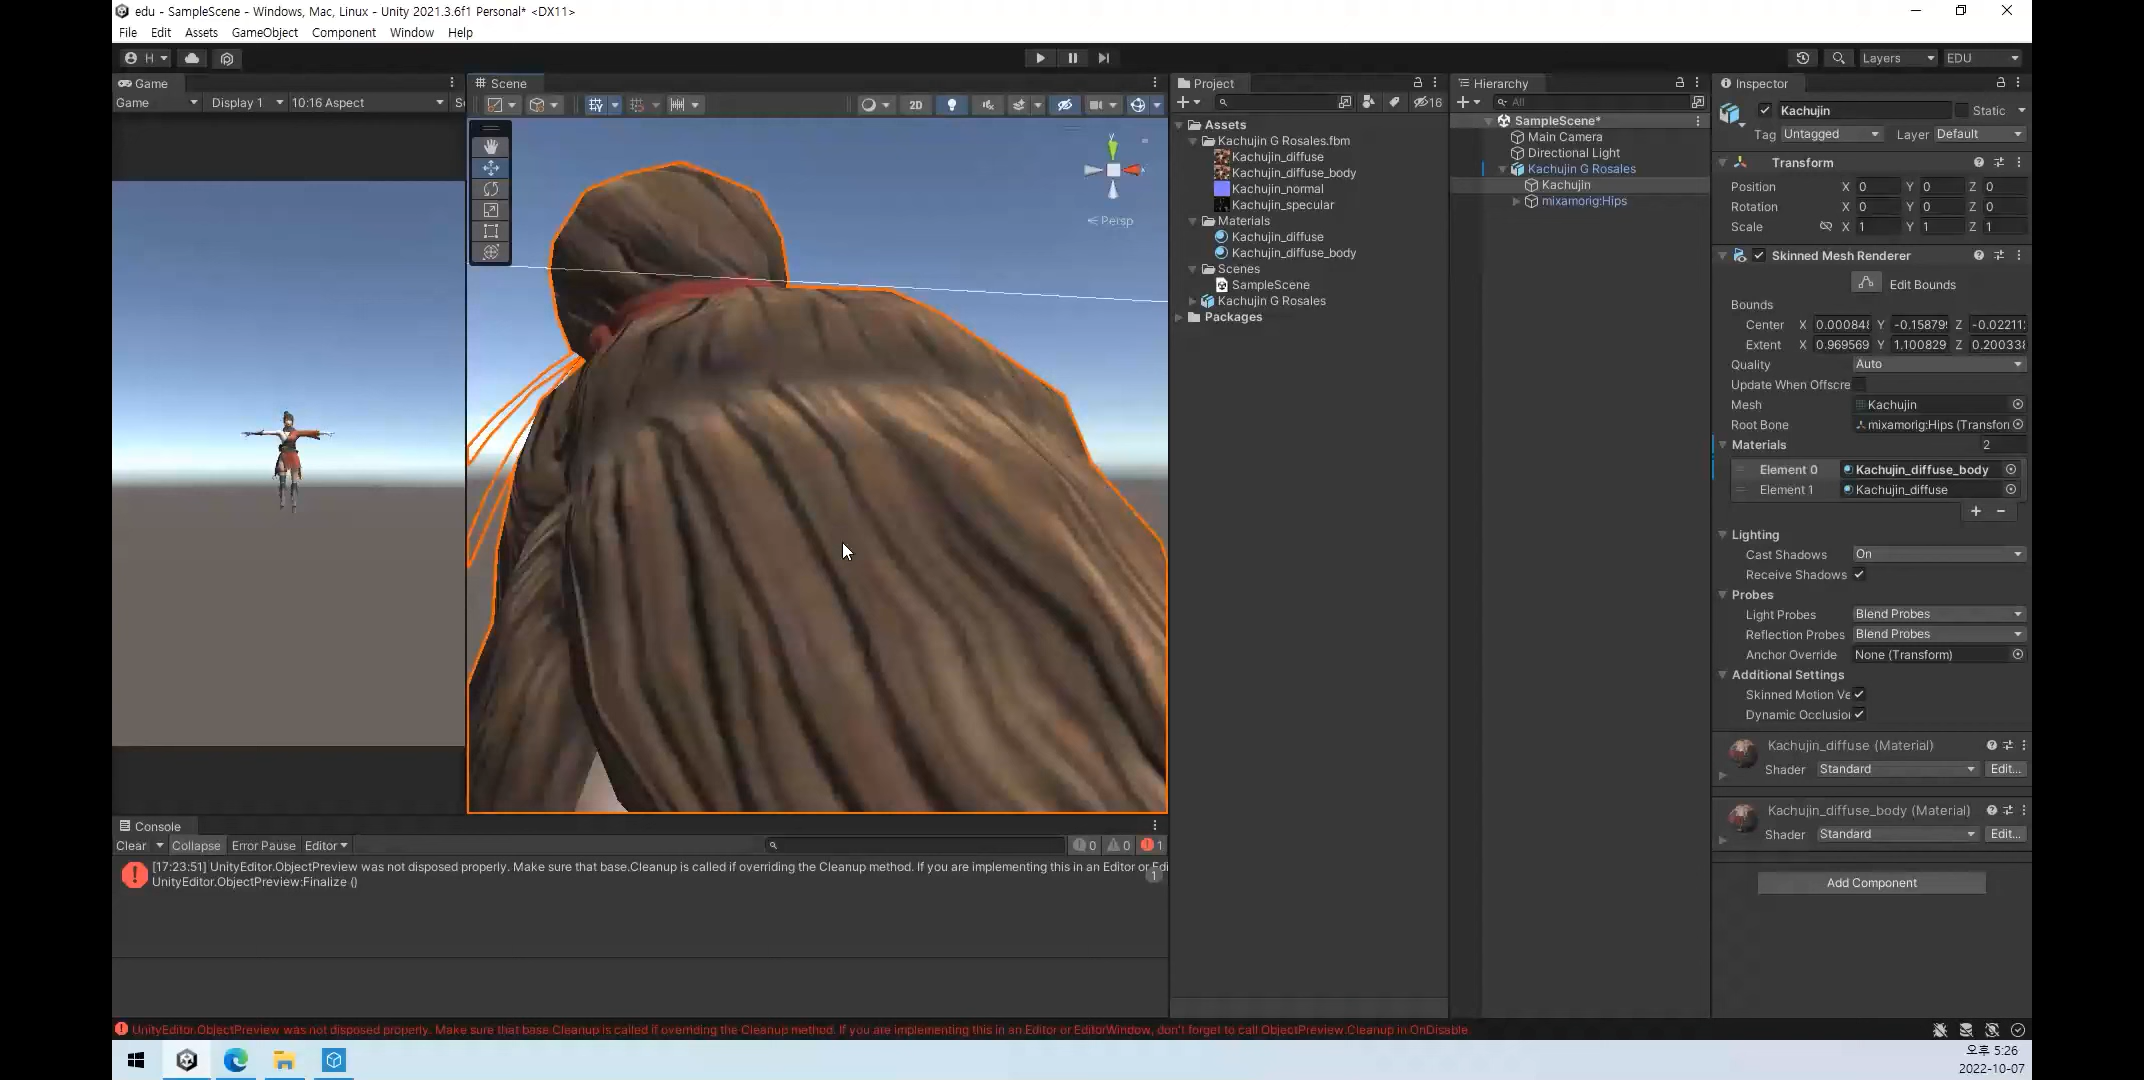 edu - SampleScene - Windows, Mac, Linux - Unity 2021.3.6f1 Personal* <DX11>
File Edit Assets GameObject Component Window Help
H
Layers EDU
Game
Game Display 1 10:16 Aspect
Scene
2D
Y
Persp
Project
16
Assets
Kachujin G Rosales.fbm
Kachujin_diffuse
Kachujin_diffuse_body
Kachujin_normal
Kachujin_specular
Materials
Kachujin_diffuse
Kachujin_diffuse_body
Scenes
SampleScene
Kachujin G Rosales
Packages
Hierarchy
All
SampleScene*
Main Camera
Directional Light
Kachujin G Rosales
Kachujin
mixamorig:Hips
Inspector
Kachujin Static
Tag Untagged Layer Default
Transform
Position X 0 Y 0 Z 0
Rotation X 0 Y 0 Z 0
Scale X 1 Y 1 Z 1
Skinned Mesh Renderer
Edit Bounds
Bounds
Center X 0.000848 Y -0.158799 Z -0.02211
Extent X 0.969569 Y 1.100829 Z 0.200338
Quality Auto
Update When Offscre
Mesh Kachujin
Root Bone mixamorig:Hips (Transfor
Materials 2
Element 0 Kachujin_diffuse_body
Element 1 Kachujin_diffuse
+ -
Lighting
Cast Shadows On
Receive Shadows
Probes
Light Probes Blend Probes
Reflection Probes Blend Probes
Anchor Override None (Transform)
Additional Settings
Skinned Motion Ve
Dynamic Occlusion
Kachujin_diffuse (Material)
Shader Standard Edit...
Kachujin_diffuse_body (Material)
Shader Standard Edit...
Add Component
Console
Clear Collapse Error Pause Editor 0 0 1
[17:23:51] UnityEditor.ObjectPreview was not disposed properly. Make sure that base.Cleanup is called if overriding the Cleanup method. If you are implementing this in an Editor or Edi
UnityEditor.ObjectPreview:Finalize ()
1
UnityEditor.ObjectPreview was not disposed properly. Make sure that base.Cleanup is called if overriding the Cleanup method. If you are implementing this in an Editor or EditorWindow, don't forget to call ObjectPreview.Cleanup in OnDisable
오후 5:26
2022-10-07